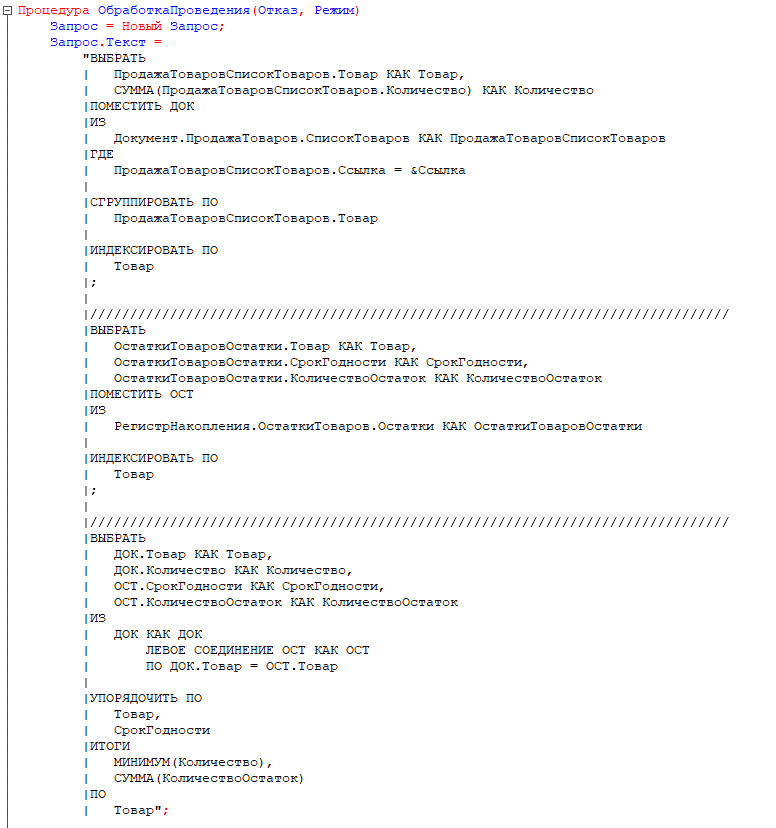 Процедура ОбработкаПроведения(Отказ, Режим)
    Запрос = Новый Запрос;
    Запрос.Текст =
        "ВЫБРАТЬ
        |   ПродажаТоваровСписокТоваров.Товар КАК Товар,
        |   СУММА(ПродажаТоваровСписокТоваров.Количество) КАК Количество
        |ПОМЕСТИТЬ ДОК
        |ИЗ
        |   Документ.ПродажаТоваров.СписокТоваров КАК ПродажаТоваровСписокТоваров
        |ГДЕ
        |   ПродажаТоваровСписокТоваров.Ссылка = &Ссылка
        |
        |СГРУППИРОВАТЬ ПО
        |   ПродажаТоваровСписокТоваров.Товар
        |
        |ИНДЕКСИРОВАТЬ ПО
        |   Товар
        |;
        |
        |////////////////////////////////////////////////////////////////////////////////
        |ВЫБРАТЬ
        |   ОстаткиТоваровОстатки.Товар КАК Товар,
        |   ОстаткиТоваровОстатки.СрокГодности КАК СрокГодности,
        |   ОстаткиТоваровОстатки.КоличествоОстаток КАК КоличествоОстаток
        |ПОМЕСТИТЬ ОСТ
        |ИЗ
        |   РегистрНакопления.ОстаткиТоваров.Остатки КАК ОстаткиТоваровОстатки
        |
        |ИНДЕКСИРОВАТЬ ПО
        |   Товар
        |;
        |
        |////////////////////////////////////////////////////////////////////////////////
        |ВЫБРАТЬ
        |   ДОК.Товар КАК Товар,
        |   ДОК.Количество КАК Количество,
        |   ОСТ.СрокГодности КАК СрокГодности,
        |   ОСТ.КоличествоОстаток КАК КоличествоОстаток
        |ИЗ
        |   ДОК КАК ДОК
        |       ЛЕВОЕ СОЕДИНЕНИЕ ОСТ КАК ОСТ
        |       ПО ДОК.Товар = ОСТ.Товар
        |
        |УПОРЯДОЧИТЬ ПО
        |   Товар,
        |   СрокГодности
        |ИТОГИ
        |   МИНИМУМ(Количество),
        |   СУММА(КоличествоОстаток)
        |ПО
        |   Товар";